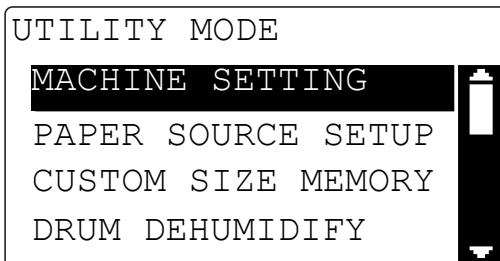 UTILITY MODE
MACHINE SETTING
PAPER SOURCE SETUP
CUSTOM SIZE MEMORY
DRUM DEHUMIDIFY